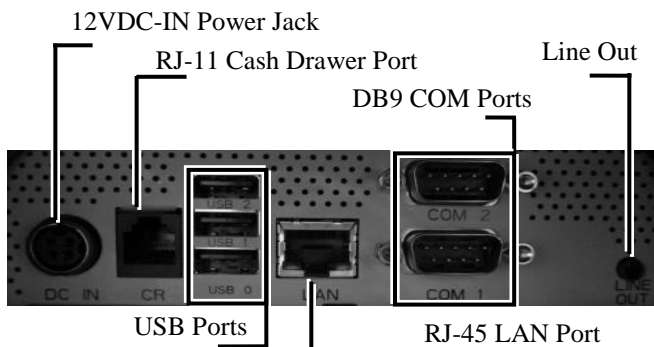 12VDC-IN Power Jack
RJ-11 Cash Drawer Port
Line Out
DB9 COM Ports
USB 2
COM 2
USB 1
DC IN
CR
USB 0
LAN
COM 1
LINE
OUT
USB Ports
RJ-45 LAN Port